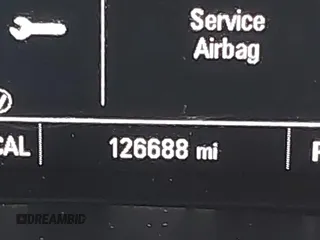 Service
Airbag
CAL
126688 mi
DREAMBID